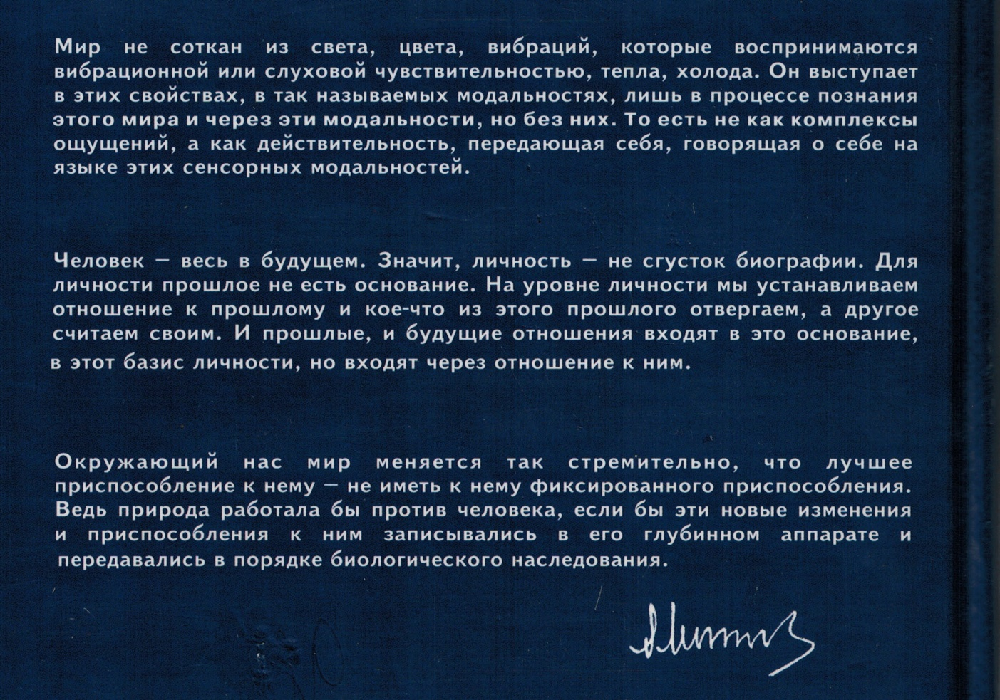 Мир не соткан из света, цвета, вибраций, которые воспринимаются
вибрационной или слуховой чувствительностью, тепла, холода. Он выступает
в этих свойствах, в так называемых модальностях, лишь в процессе познания
этого мира и через эти модальности, но без них. То есть не как комплексы
ощущений, а как действительность, передающая себя, говорящая о себе на
языке этих сенсорных модальностей.
Человек — весь в будущем. Значит, личность — не сгусток биографии. Для
личности прошлое не есть основание. На уровне личности мы устанавливаем
отношение к прошлому и кое-что из этого прошлого отвергаем, а другое
считаем своим. И прошлые, и будущие отношения входят в это основание,
в этот базис личности, но входят через отношение к ним.
Окружающий нас мир меняется так стремительно, что лучшее
приспособление к нему — не иметь к нему фиксированного приспособления.
Ведь природа работала бы против человека, если бы эти новые изменения
и приспособления к ним записывались в его глубинном аппарате и
передавались в порядке биологического наследования.